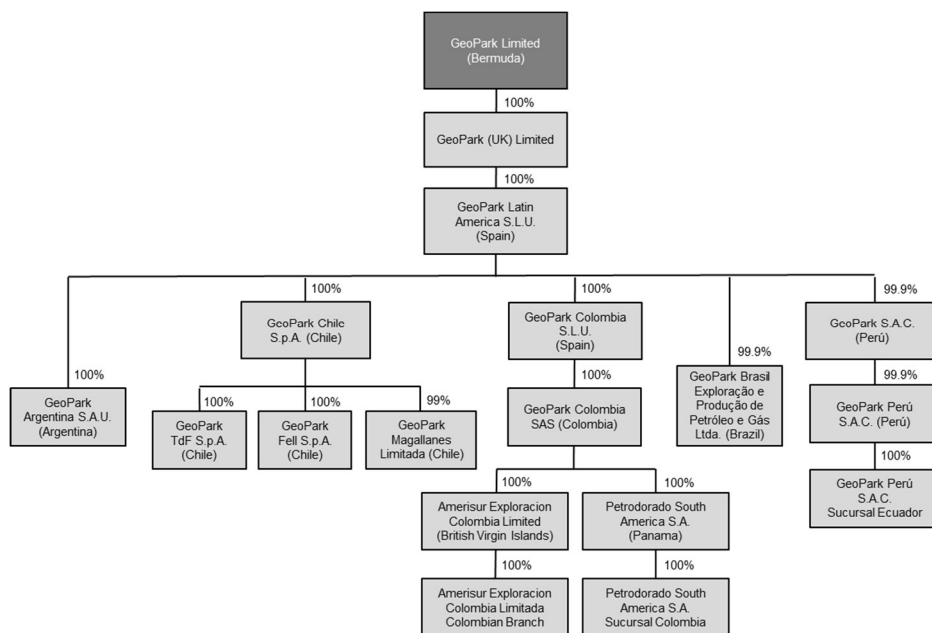 GeoPark Limited
(Bermuda)
100%
GeoPark (UK) Limited
100%
GeoPark Latin
America S.L.U.
(Spain)
100%
GeoPark
Argentina S.A.U.
(Argentina)
100%
GeoPark Chile
S.p.A. (Chile)
100%
GeoPark
TdF S.p.A.
(Chile)
100%
GeoPark
Fell S.p.A.
(Chile)
99%
GeoPark
Magallanes
Limitada (Chile)
100%
GeoPark Colombia
S.L.U.
(Spain)
100%
GeoPark Colombia
SAS (Colombia)
100%
Amerisur Exploracion
Colombia Limited
(British Virgin Islands)
100%
Amerisur Exploracion
Colombia Limitada
Colombian Branch
100%
Petrodorado South
America S.A.
(Panama)
100%
Petrodorado South
America S.A.
Sucursal Colombia
99.9%
GeoPark Brasil
Exploração e
Produção de
Petróleo e Gás
Ltda. (Brazil)
99.9%
GeoPark S.A.C.
(Perú)
99.9%
GeoPark Perú
S.A.C. (Perú)
100%
GeoPark Perú
S.A.C.
Sucursal Ecuador